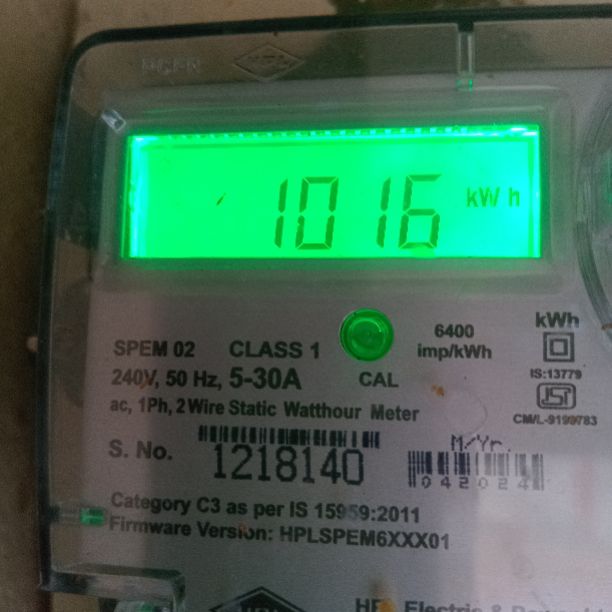 1016 kWh
SPEM 02 CLASS 1 6400 imp/kWh kWh
240V, 50 Hz, 5-30A CAL IS:13779
ac, 1Ph, 2 Wire Static Watthour Meter CM/L-9199783
S. No. 1218140 M/Yr.
042024
Category C3 as per IS 15959:2011
Firmware Version: HPLSPEM6XXX01
HPL Electric &